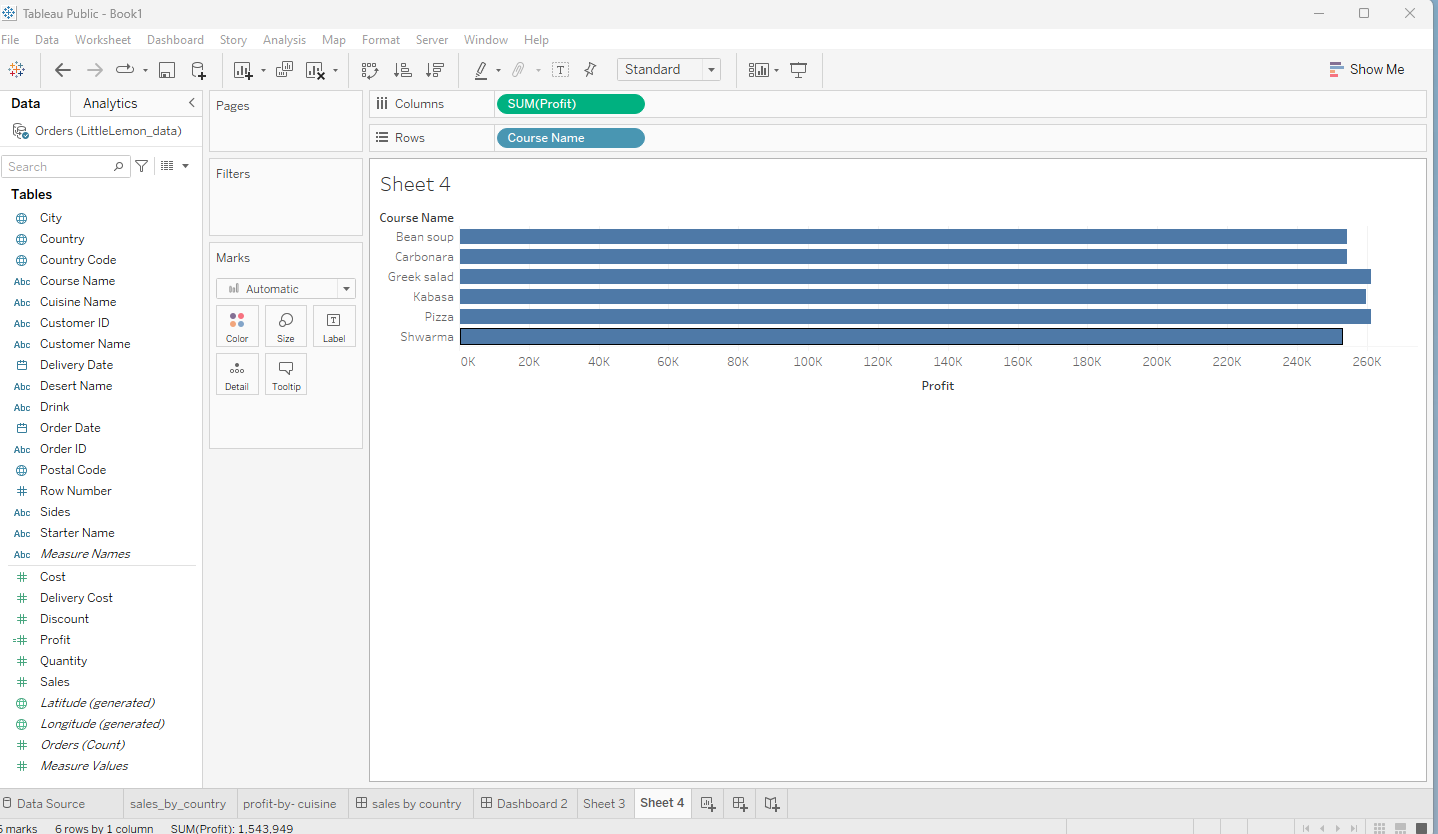 Tableau Public - Book1
File Data Worksheet Dashboard Story Analysis Map Format Server Window Help
Standard
Show Me
Data Analytics
Orders (LittleLemon_data)
Search
Tables
City
Country
Country Code
Abc Course Name
Abc Cuisine Name
Abc Customer ID
Abc Customer Name
Delivery Date
Abc Desert Name
Abc Drink
Order Date
Abc Order ID
Postal Code
# Row Number
Abc Sides
Abc Starter Name
Abc Measure Names
# Cost
# Delivery Cost
# Discount
=# Profit
# Quantity
# Sales
Latitude (generated)
Longitude (generated)
# Orders (Count)
# Measure Values
Pages
Filters
Marks
Automatic
Color Size Label
Detail Tooltip
Columns SUM(Profit)
Rows Course Name
Sheet 4
Course Name
Bean soup
Carbonara
Greek salad
Kabasa
Pizza
Shwarma
0K 20K 40K 60K 80K 100K 120K 140K 160K 180K 200K 220K 240K 260K
Profit
Data Source sales_by_country profit-by- cuisine sales by country Dashboard 2 Sheet 3 Sheet 4
marks 6 rows by 1 column SUM(Profit): 1,543,949